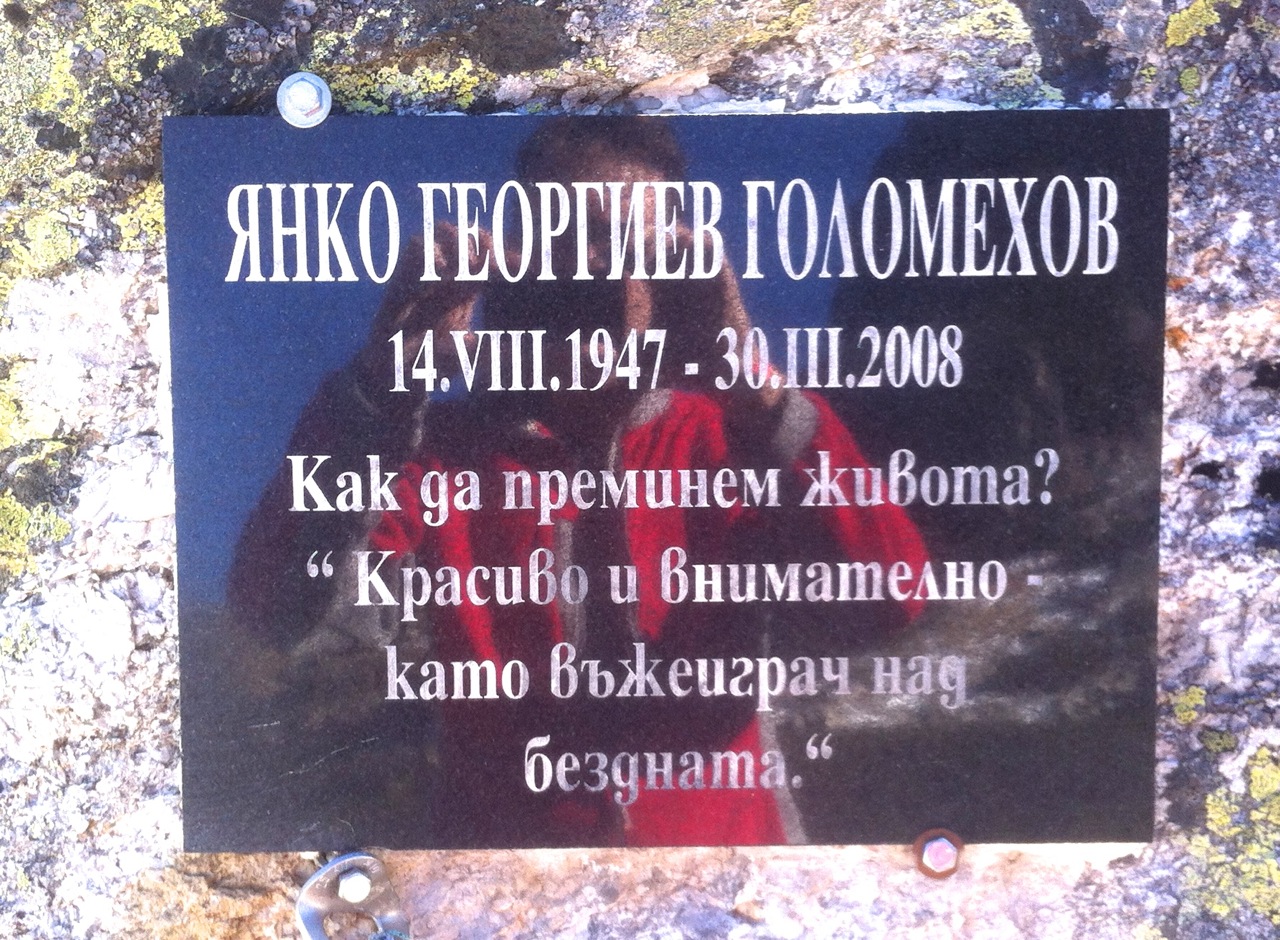 ЯНКО ГЕОРГИЕВ ГОЛОМЕХОВ
14.VIII.1947 - 30.III.2008
Как да преминем живота?
“ Красиво и внимателно -
като въжеиграч над
бездната.“